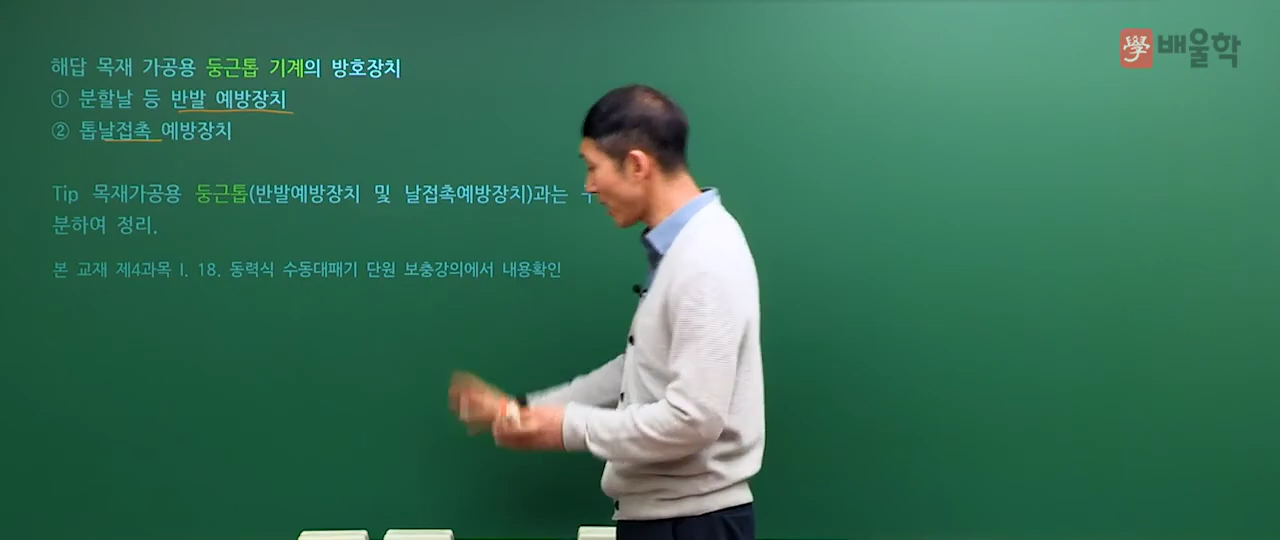 學 배울학
해답 목재 가공용 둥근톱 기계의 방호장치
① 분할날 등 반발 예방장치
② 톱날접촉 예방장치
Tip 목재가공용 둥근톱(반발예방장치 및 날접촉예방장치)과는
분하여 정리.
본 교재 제4과목 I. 18. 동력식 수동대패기 단원 보충강의에서 내용확인